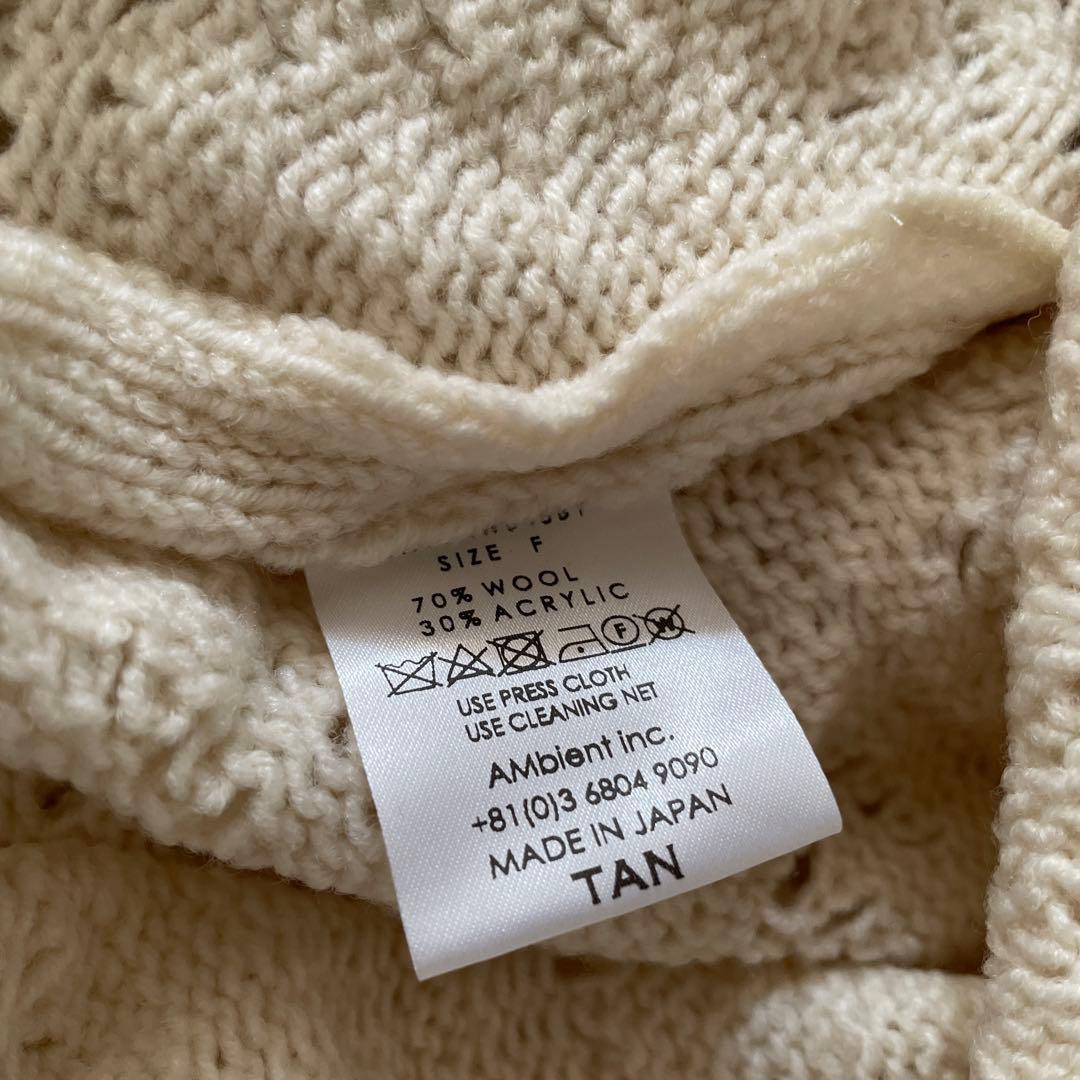 SIZE F
70% WOOL
30% ACRYLIC
F W
USE PRESS CLOTH
USE CLEANING NET
AMbient inc.
+81(0)3 6804 9090
MADE IN JAPAN
TAN